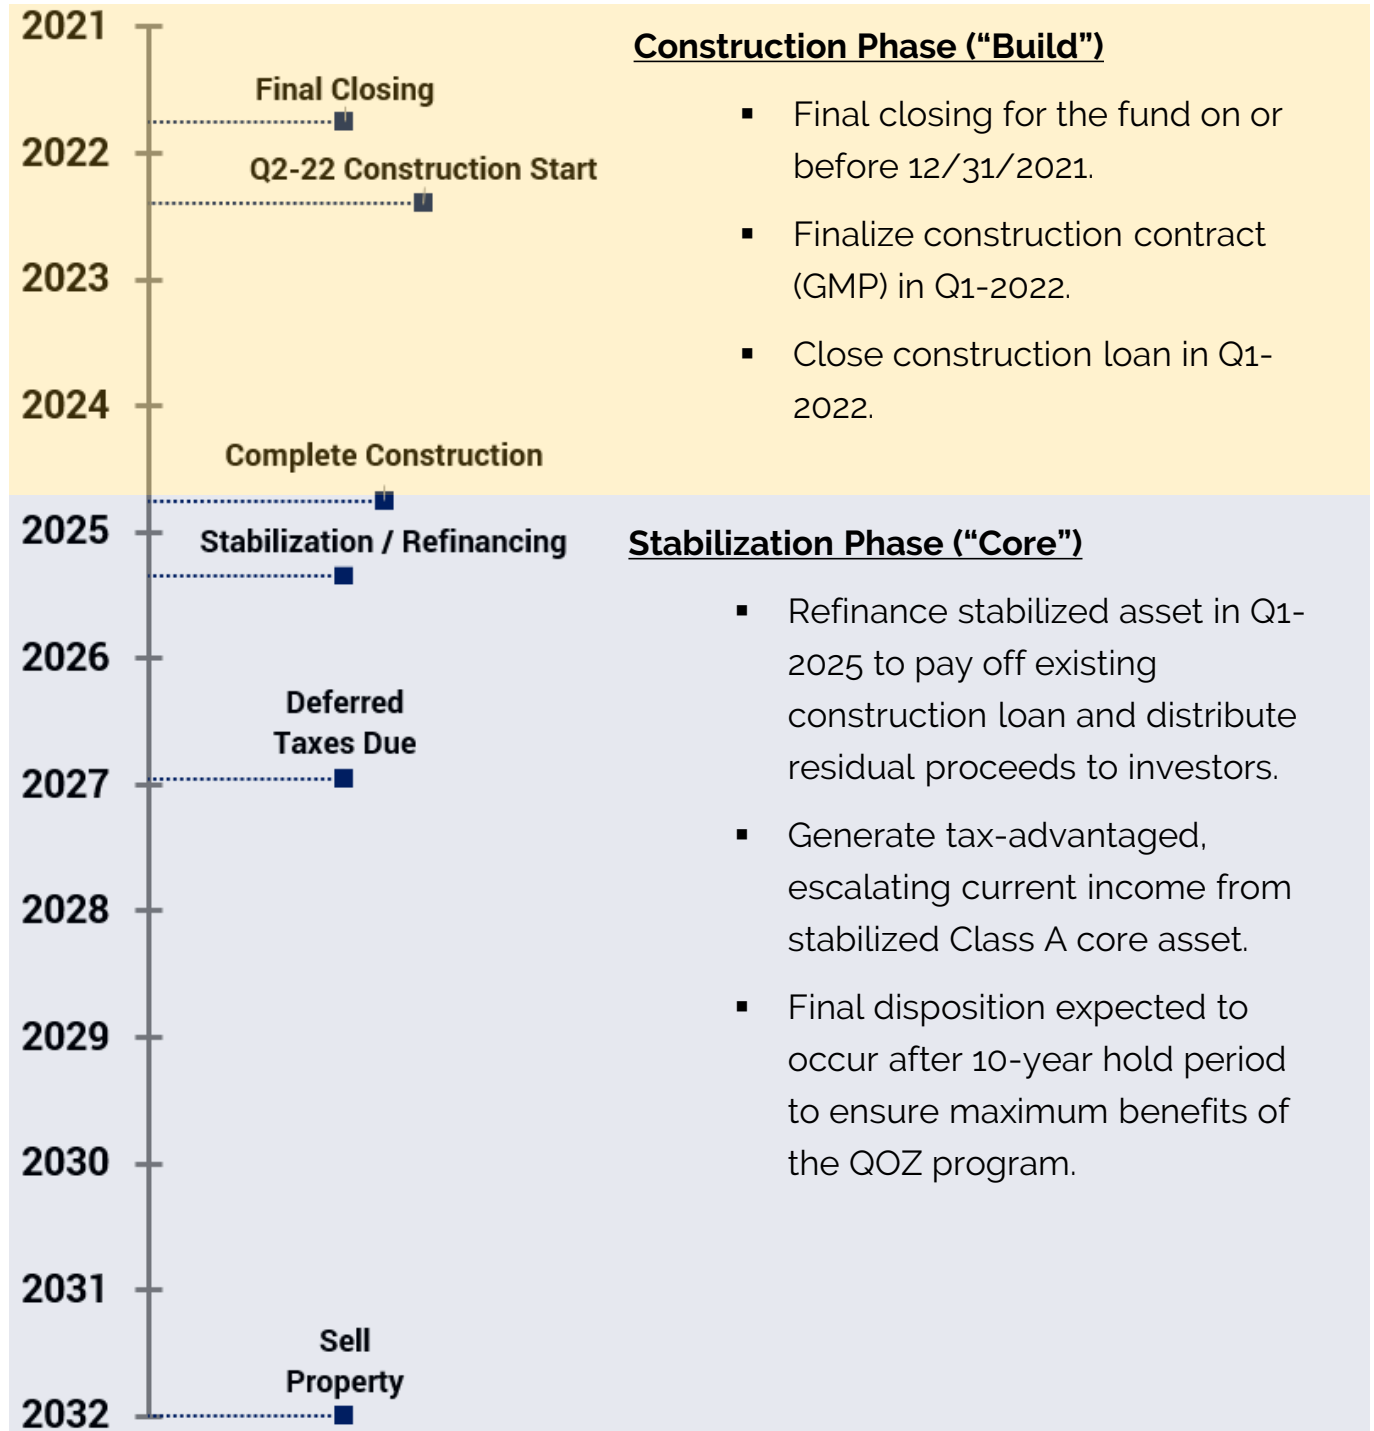 2021
Final Closing
2022
Q2-22 Construction Start
2023
2024
Complete Construction
2025
Stabilization / Refinancing
2026
Deferred
Taxes Due
2027
2028
2029
2030
2031
Sell
Property
2032
Construction Phase (“Build”)
▪ Final closing for the fund on or
before 12/31/2021.
▪ Finalize construction contract
(GMP) in Q1-2022.
▪ Close construction loan in Q1-
2022.
Stabilization Phase (“Core”)
▪ Refinance stabilized asset in Q1-
2025 to pay off existing
construction loan and distribute
residual proceeds to investors.
▪ Generate tax-advantaged,
escalating current income from
stabilized Class A core asset.
▪ Final disposition expected to
occur after 10-year hold period
to ensure maximum benefits of
the QOZ program.